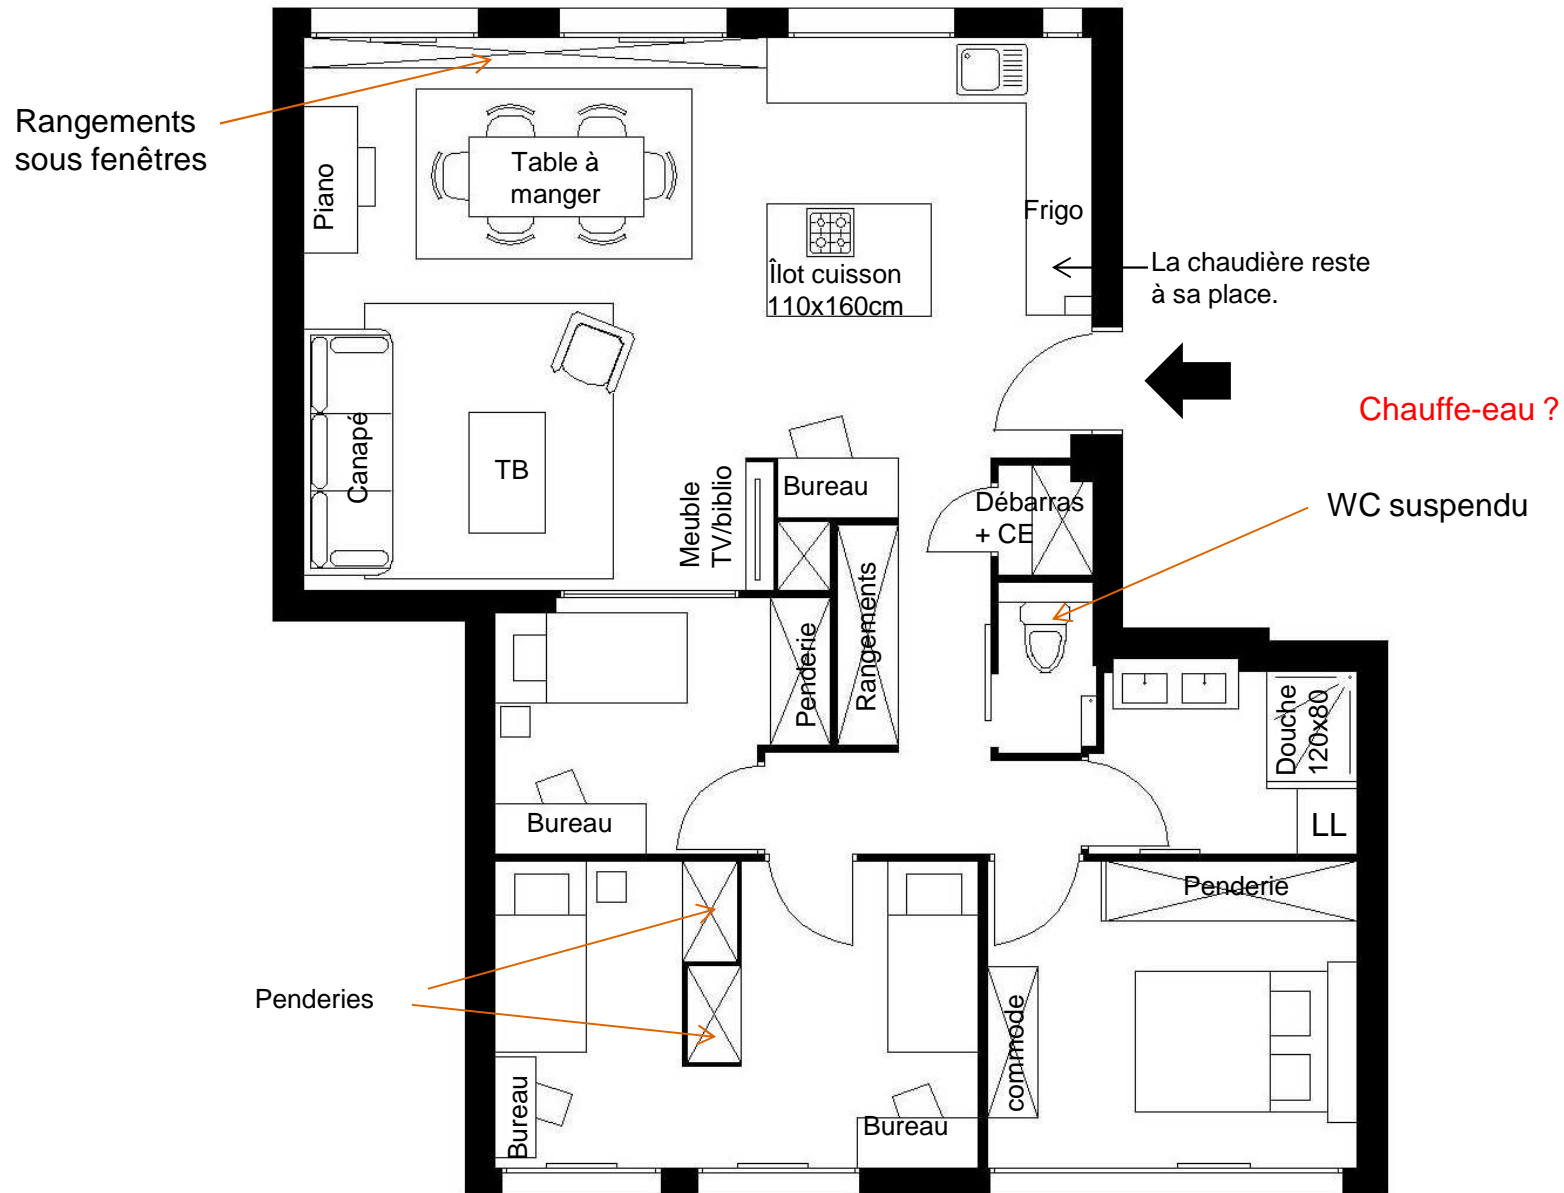 Rangements
sous fenêtres
Piano
Table à
manger
Frigo
Îlot cuisson
110x160cm
La chaudière reste
à sa place.
Chauffe-eau ?
Canapé
TB
Meuble
TV/biblio
Bureau
Débarras
+ CE
WC suspendu
Penderie
Rangements
Douche
120x80
LL
Bureau
Penderie
Penderies
commode
Bureau
Bureau